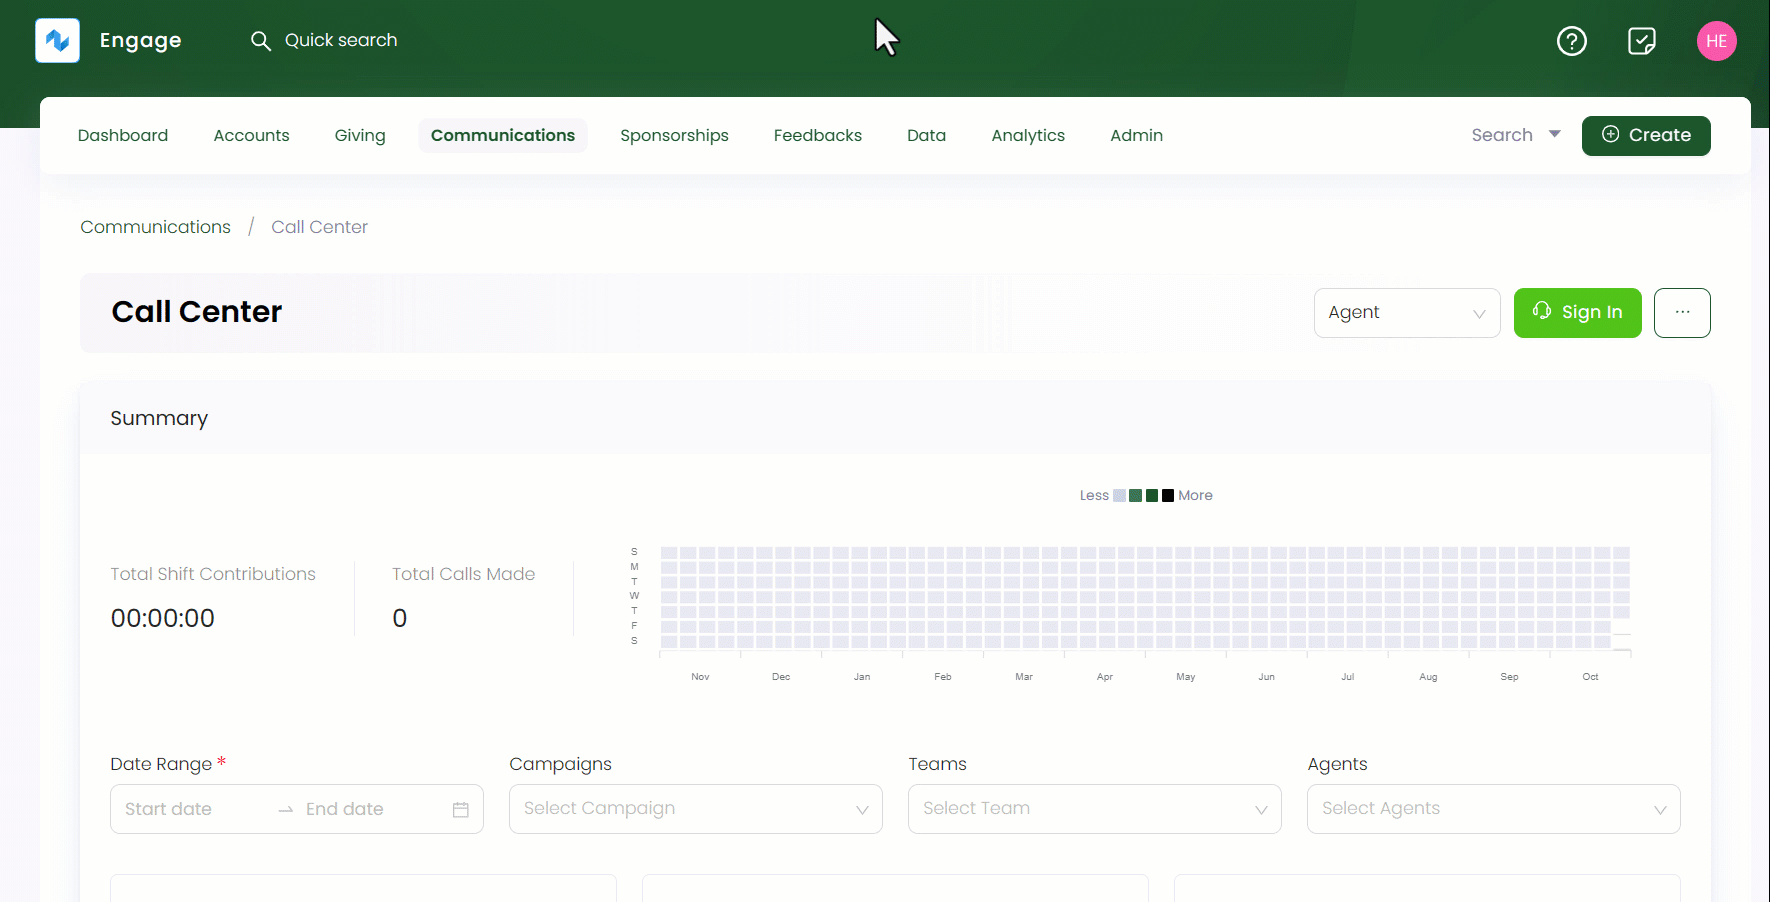 Engage
Quick search
HE
Dashboard Accounts Giving Communications Sponsorships Feedbacks Data Analytics Admin Search Create
Communications / Call Center
Call Center
Agent Sign In ...
Summary
Less More
Total Shift Contributions
00:00:00
Total Calls Made
0
S
M
T
W
T
F
S
Nov Dec Jan Feb Mar Apr May Jun Jul Aug Sep Oct
Date Range * Campaigns Teams Agents
Start date → End date Select Campaign Select Team Select Agents